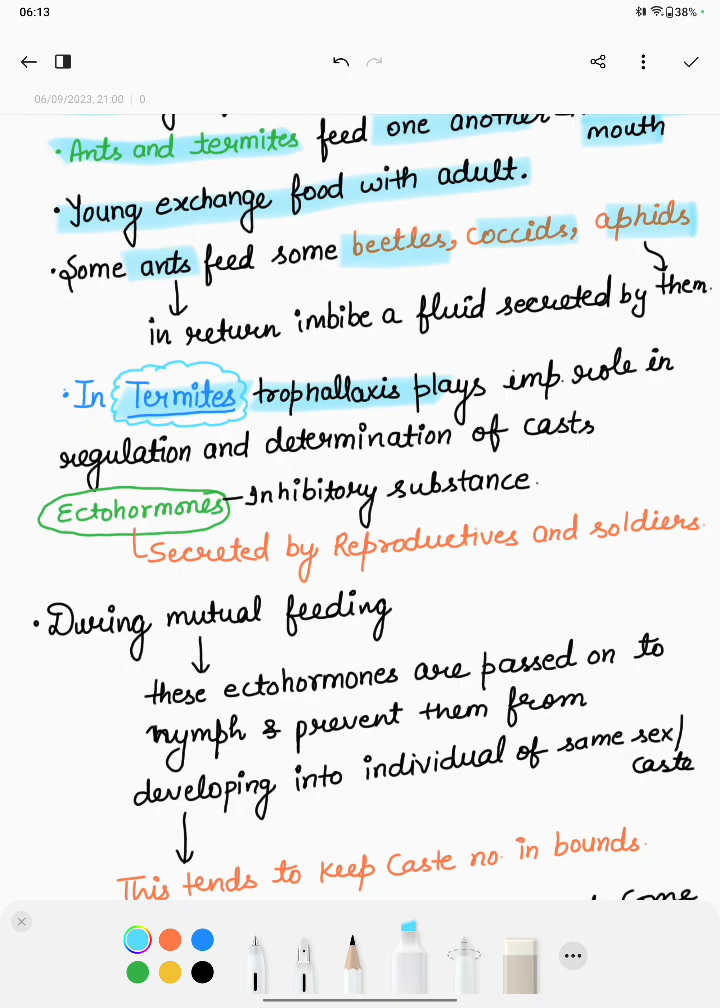 06:13
38%
06/09/2023, 21:00 | 0
• Ants and termites feed one another
mouth
• Young exchange food with adult.
• Some ants feed some beetles, coccids, aphids
in return imbibe a fluid secreted by them.
• In Termites trophallaxis plays imp. role in
regulation and determination of casts
Ectohormones - Inhibitory substance.
Secreted by Reproductives and soldiers.
• During mutual feeding
these ectohormones are passed on to
nymph & prevent them from
developing into individual of same sex/
caste
This tends to keep Caste no. in bounds.